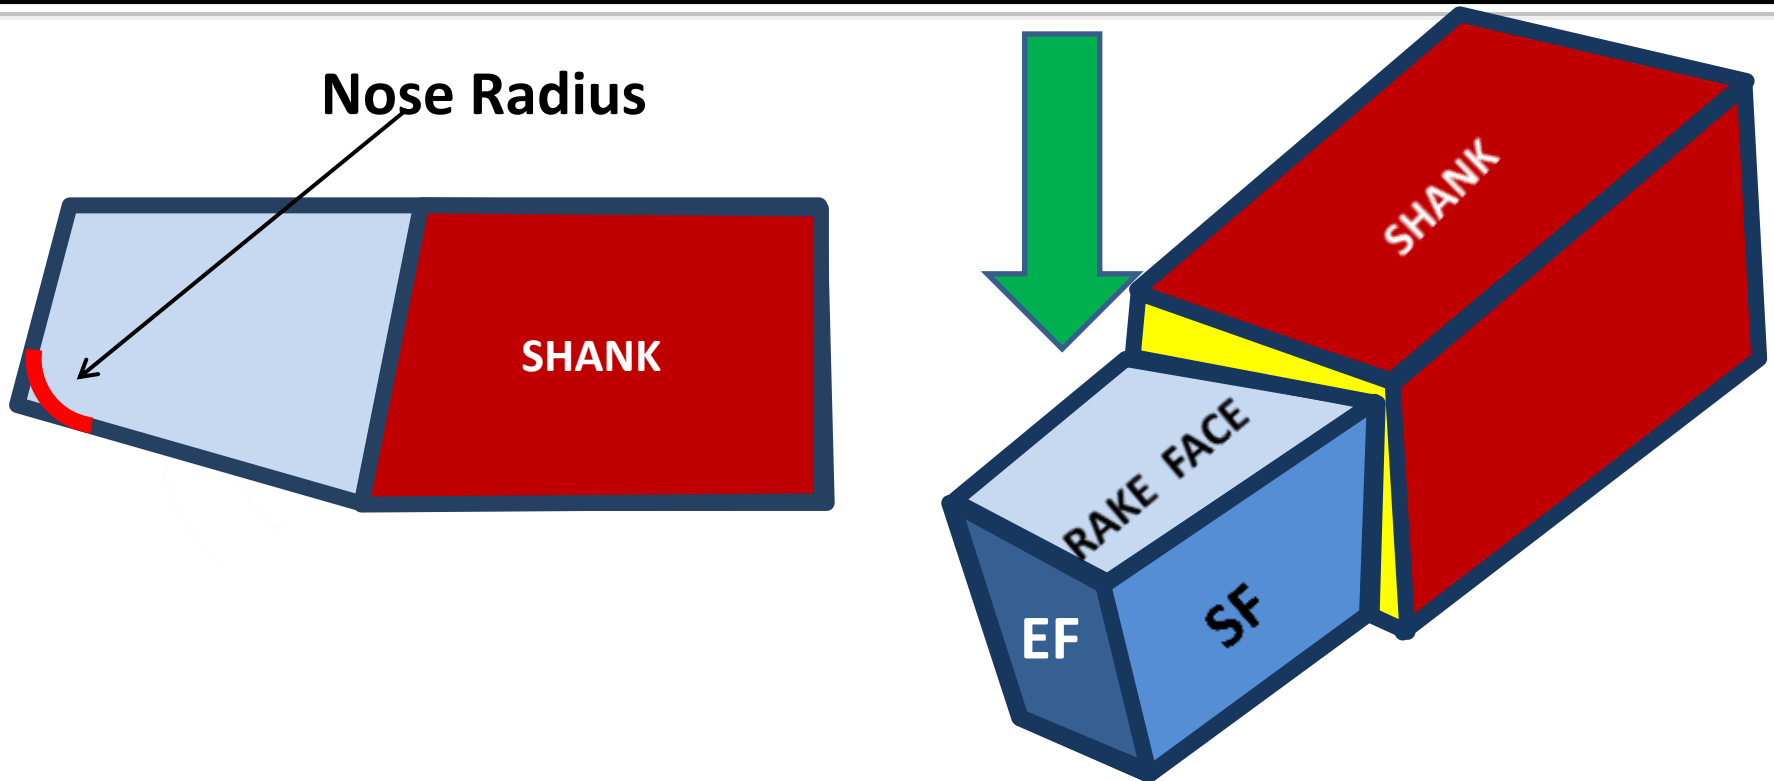 Nose Radius
SHANK
SHANK
RAKE FACE
SF
EF